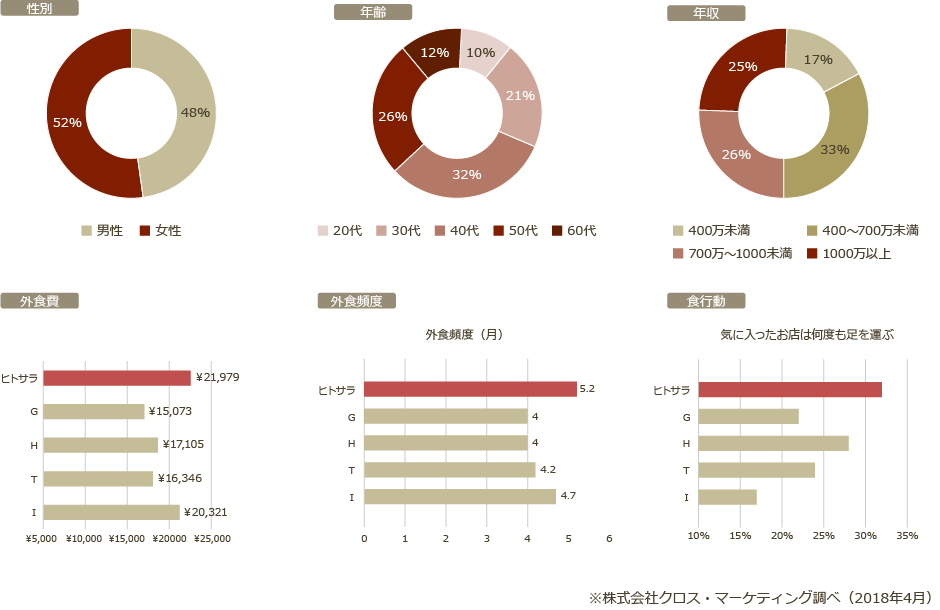 性別
48%
52%
男性 女性
年齢
10%
21%
32%
26%
12%
20代 30代 40代 50代 60代
年収
17%
33%
26%
25%
400万未満 400～700万未満
700万～1000未満 1000万以上
外食費
ヒトサラ ¥21,979
G ¥15,073
H ¥17,105
T ¥16,346
I ¥20,321
¥5,000 ¥10,000 ¥15,000 ¥20,000 ¥25,000
外食頻度
外食頻度（月）
ヒトサラ 5.2
G 4
H 4
T 4.2
I 4.7
0 1 2 3 4 5 6
食行動
気に入ったお店は何度も足を運ぶ
ヒトサラ
G
H
T
I
10% 15% 20% 25% 30% 35%
※株式会社クロス・マーケティング調べ（2018年4月）